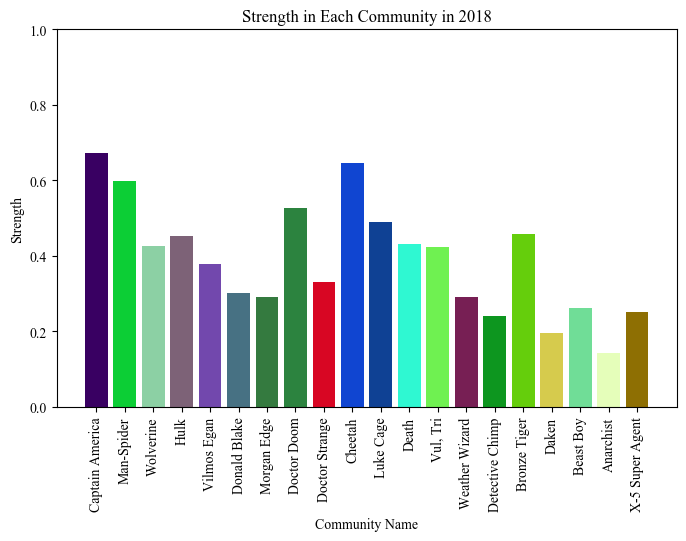 Strength in Each Community in 2018
Strength
1.0
0.8
0.6
0.4
0.2
0.0
Captain America
Man-Spider
Wolverine
Hulk
Vilmos Egan
Donald Blake
Morgan Edge
Doctor Doom
Doctor Strange
Cheetah
Luke Cage
Death
Vul, Tri
Weather Wizard
Detective Chimp
Bronze Tiger
Daken
Beast Boy
Anarchist
X-5 Super Agent
Community Name